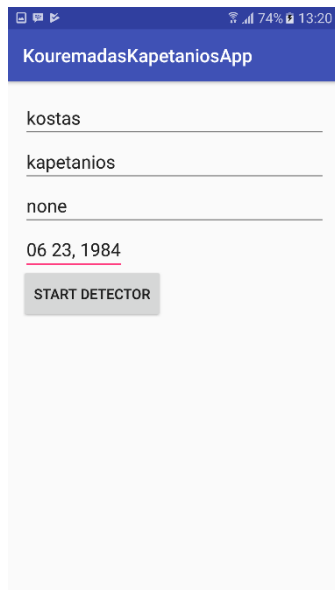 74% 13:20
KouremadasKapetaniosApp
kostas
kapetanios
none
06 23, 1984
START DETECTOR